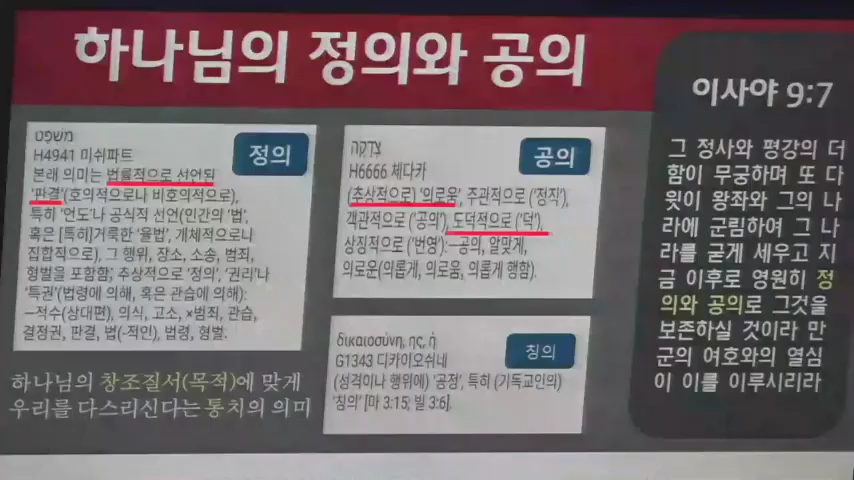 하나님의 정의와 공의
משפט
H4941 미쉬파트
정의
본래 의미는 법률적으로 선언된
'판결'(호의적으로나 비호의적으로),
특히 '언도'나 공식적 선언(인간의 '법',
혹은 [특히]거룩한 '율법', 개체적으로나
집합적으로), 그 행위, 장소, 소송, 범죄,
형벌을 포함함; 추상적으로 '정의', '권리'나
'특권'(법령에 의해, 혹은 관습에 의해):
─적수(상대편), 의식, 고소, ×범죄, 관습,
결정권, 판결, 법(-적인), 법령, 형벌.
하나님의 창조질서(목적)에 맞게
우리를 다스리신다는 통치의 의미
צְדָקָה
H6666 체다카
공의
(추상적으로) '의로움', 주관적으로 ('정직'),
객관적으로 ('공의'), 도덕적으로 ('덕'),
상징적으로 ('번영'):─공의, 알맞게,
의로운(의롭게, 의로움, 의롭게 행함).
δικαιοσύνη, ης, ἡ
G1343 디카이오쉬네
칭의
(성격이나 행위에) '공정', 특히 (기독교인의)
'칭의' [마 3:15; 빌 3:6].
이사야 9:7
그 정사와 평강의 더
함이 무궁하며 또 다
윗이 왕좌와 그의 나
라에 군림하여 그 나
라를 굳게 세우고 지
금 이후로 영원히 정
의와 공의로 그것을
보존하실 것이라 만
군의 여호와의 열심
이 이를 이루시리라